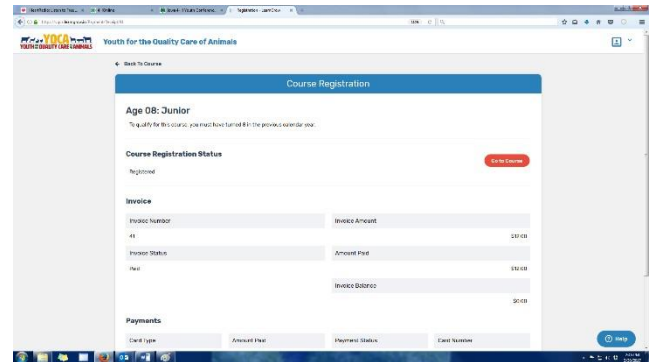 YQCA
YOUTH for the QUALITY CARE of ANIMALS
Youth for the Quality Care of Animals
Back To Course
Course Registration
Age 08: Junior
To qualify for this course, you must have turned 8 in the previous calendar year.
Course Registration Status
Go to Course
Registered
Invoice
Invoice Number
Invoice Amount
$12.00
Invoice Status
Amount Paid
Paid
$12.00
Invoice Balance
$0.00
Payments
Card Type
Amount Paid
Payment Status
Card Number
Help